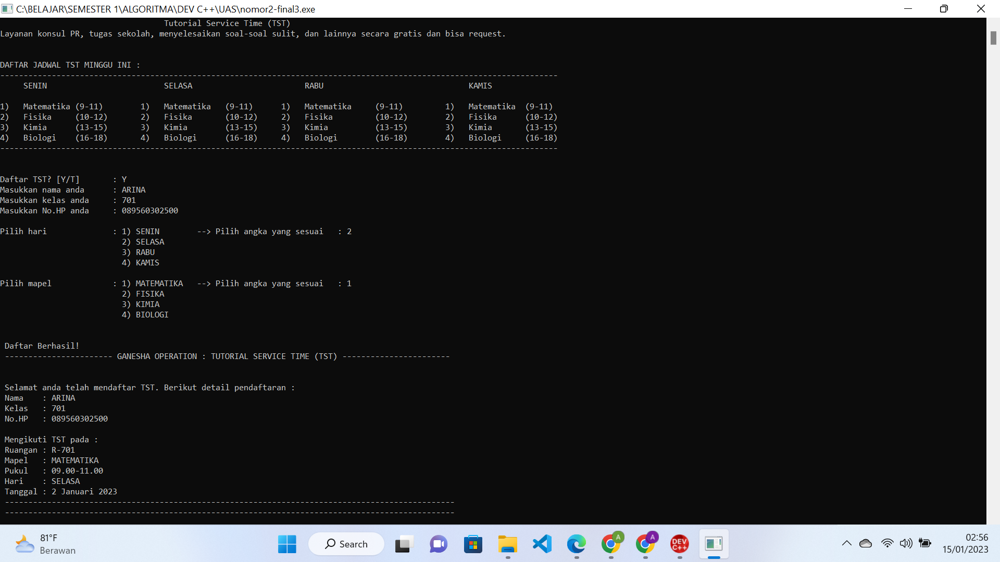 C:\BELAJAR\SEMESTER 1\ALGORITMA\DEV C++\UAS\nomor2-final3.exe
Tutorial Service Time (TST)
Layanan konsul PR, tugas sekolah, menyelesaikan soal-soal sulit, dan lainnya secara gratis dan bisa request.
DAFTAR JADWAL TST MINGGU INI :
-----------------------------------------------------------------------------------------------------------------------
SENIN SELASA RABU KAMIS
1) Matematika (9-11) 1) Matematika (9-11) 1) Matematika (9-11) 1) Matematika (9-11)
2) Fisika (10-12) 2) Fisika (10-12) 2) Fisika (10-12) 2) Fisika (10-12)
3) Kimia (13-15) 3) Kimia (13-15) 3) Kimia (13-15) 3) Kimia (13-15)
4) Biologi (16-18) 4) Biologi (16-18) 4) Biologi (16-18) 4) Biologi (16-18)
-----------------------------------------------------------------------------------------------------------------------
Daftar TST? [Y/T] : Y
Masukkan nama anda : ARINA
Masukkan kelas anda : 701
Masukkan No.HP anda : 089560302500
Pilih hari : 1) SENIN --> Pilih angka yang sesuai : 2
2) SELASA
3) RABU
4) KAMIS
Pilih mapel : 1) MATEMATIKA --> Pilih angka yang sesuai : 1
2) FISIKA
3) KIMIA
4) BIOLOGI
Daftar Berhasil!
----------------------- GANESHA OPERATION : TUTORIAL SERVICE TIME (TST) -----------------------
Selamat anda telah mendaftar TST. Berikut detail pendaftaran :
Nama : ARINA
Kelas : 701
No.HP : 089560302500
Mengikuti TST pada :
Ruangan : R-701
Mapel : MATEMATIKA
Pukul : 09.00-11.00
Hari : SELASA
Tanggal : 2 Januari 2023
------------------------------------------------------------------------------------------------
------------------------------------------------------------------------------------------------
81°F
Berawan
Search
A
A
DEV
C++
02:56
15/01/2023